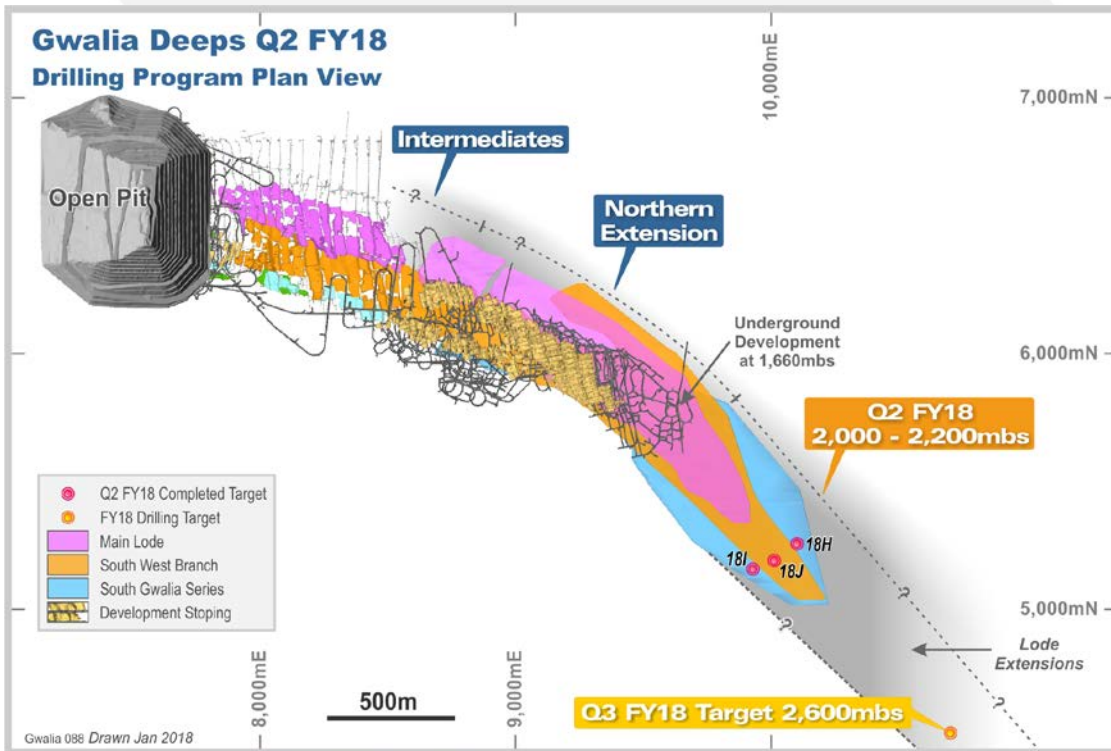 Gwalia Deeps Q2 FY18
Drilling Program Plan View
10,000mE
7,000mN
Intermediates
Open Pit
?
?
Northern
Extension
Underground
Development
at 1,660mbs
6,000mN
Q2 FY18
2,000 - 2,200mbs
Q2 FY18 Completed Target
FY18 Drilling Target
Main Lode
South West Branch
South Gwalia Series
Development Stoping
18H
18I
18J
?
?
5,000mN
Lode
Extensions
?
8,000mE
9,000mE
500m
Q3 FY18 Target 2,600mbs
Gwalia 088 Drawn Jan 2018